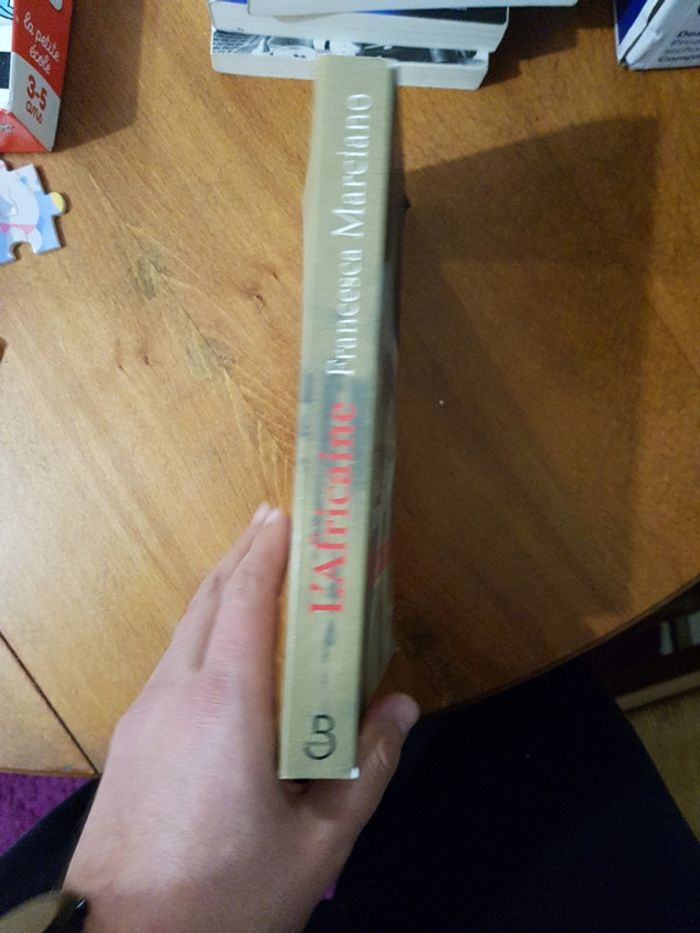 la petite
école
3-5
ans
L'Africaine Francesca Marciano
B